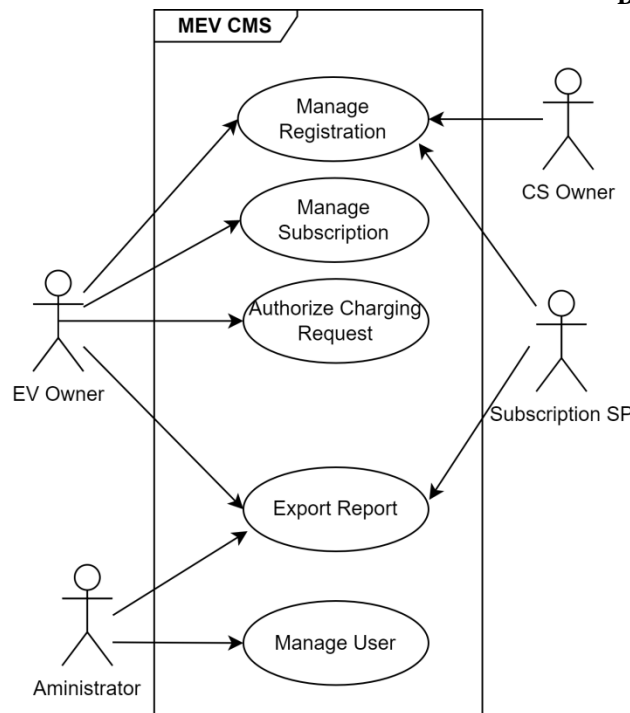 MEV CMS
Manage
Registration
CS Owner
Manage
Subscription
Authorize Charging
Request
EV Owner
Subscription SP
Export Report
Manage User
Aministrator